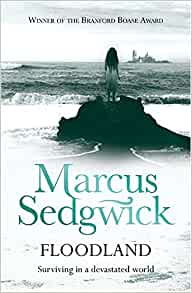 WINNER OF THE BRANFORD BOASE AWARD
Marcus
Sedgwick
FLOODLAND
Surviving in a devastated world